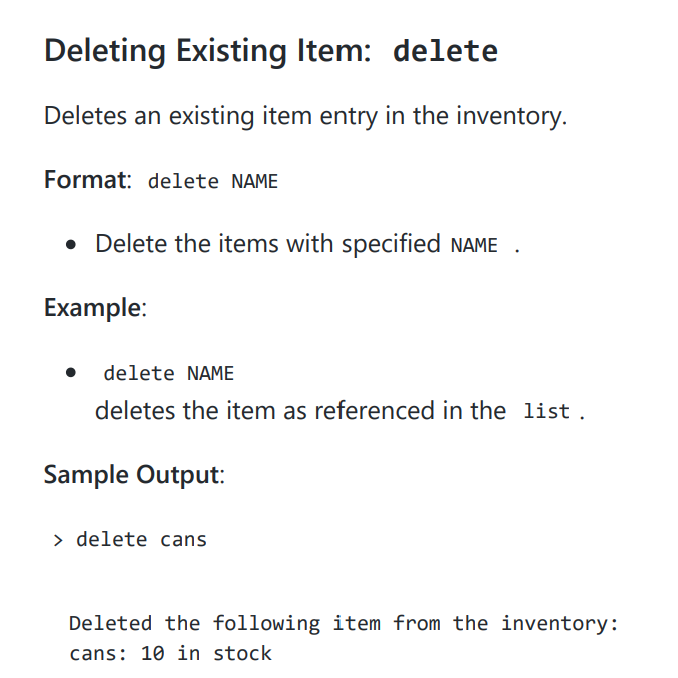 Deleting Existing Item: delete
Deletes an existing item entry in the inventory.
Format: delete NAME
• Delete the items with specified NAME .
Example:
• delete NAME
deletes the item as referenced in the list .
Sample Output:
> delete cans
Deleted the following item from the inventory:
cans: 10 in stock